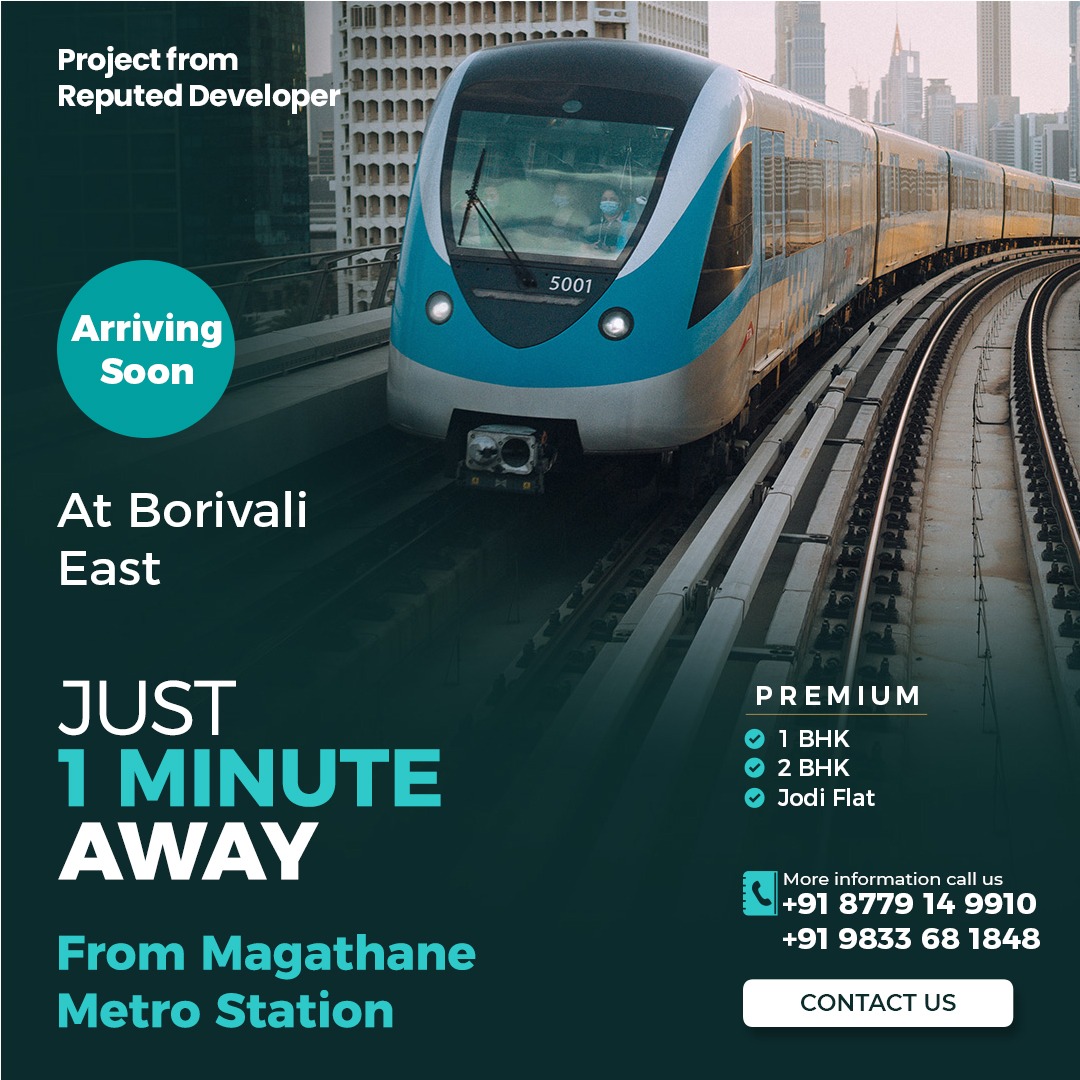 Project from
Reputed Developer
5001
Arriving
Soon
At Borivali
East
JUST
1 MINUTE
AWAY
From Magathane
Metro Station
PREMIUM
1 BHK
2 BHK
Jodi Flat
More information call us
+91 8779 14 9910
+91 9833 68 1848
CONTACT US